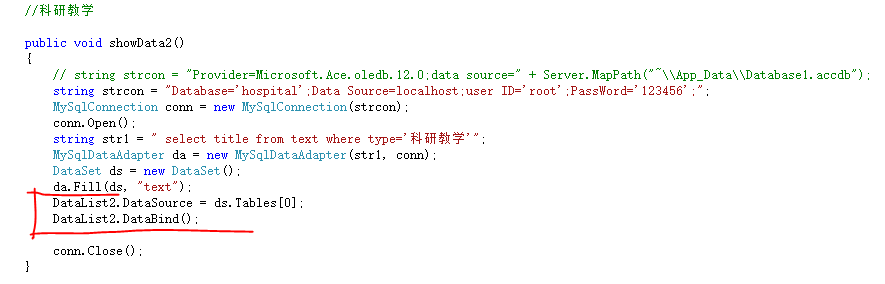 //科研教学
public void showData2()
{
// string strcon = "Provider=Microsoft.Ace.oledb.12.0;data source=" + Server.MapPath("~\\App_Data\\Database1.accdb");
string strcon = "Database='hospital';Data Source=localhost;user ID='root';PassWord='123456';";
MySqlConnection conn = new MySqlConnection(strcon);
conn.Open();
string str1 = " select title from text where type='科研教学'";
MySqlDataAdapter da = new MySqlDataAdapter(str1, conn);
DataSet ds = new DataSet();
da.Fill(ds, "text");
DataList2.DataSource = ds.Tables[0];
DataList2.DataBind();
conn.Close();
}